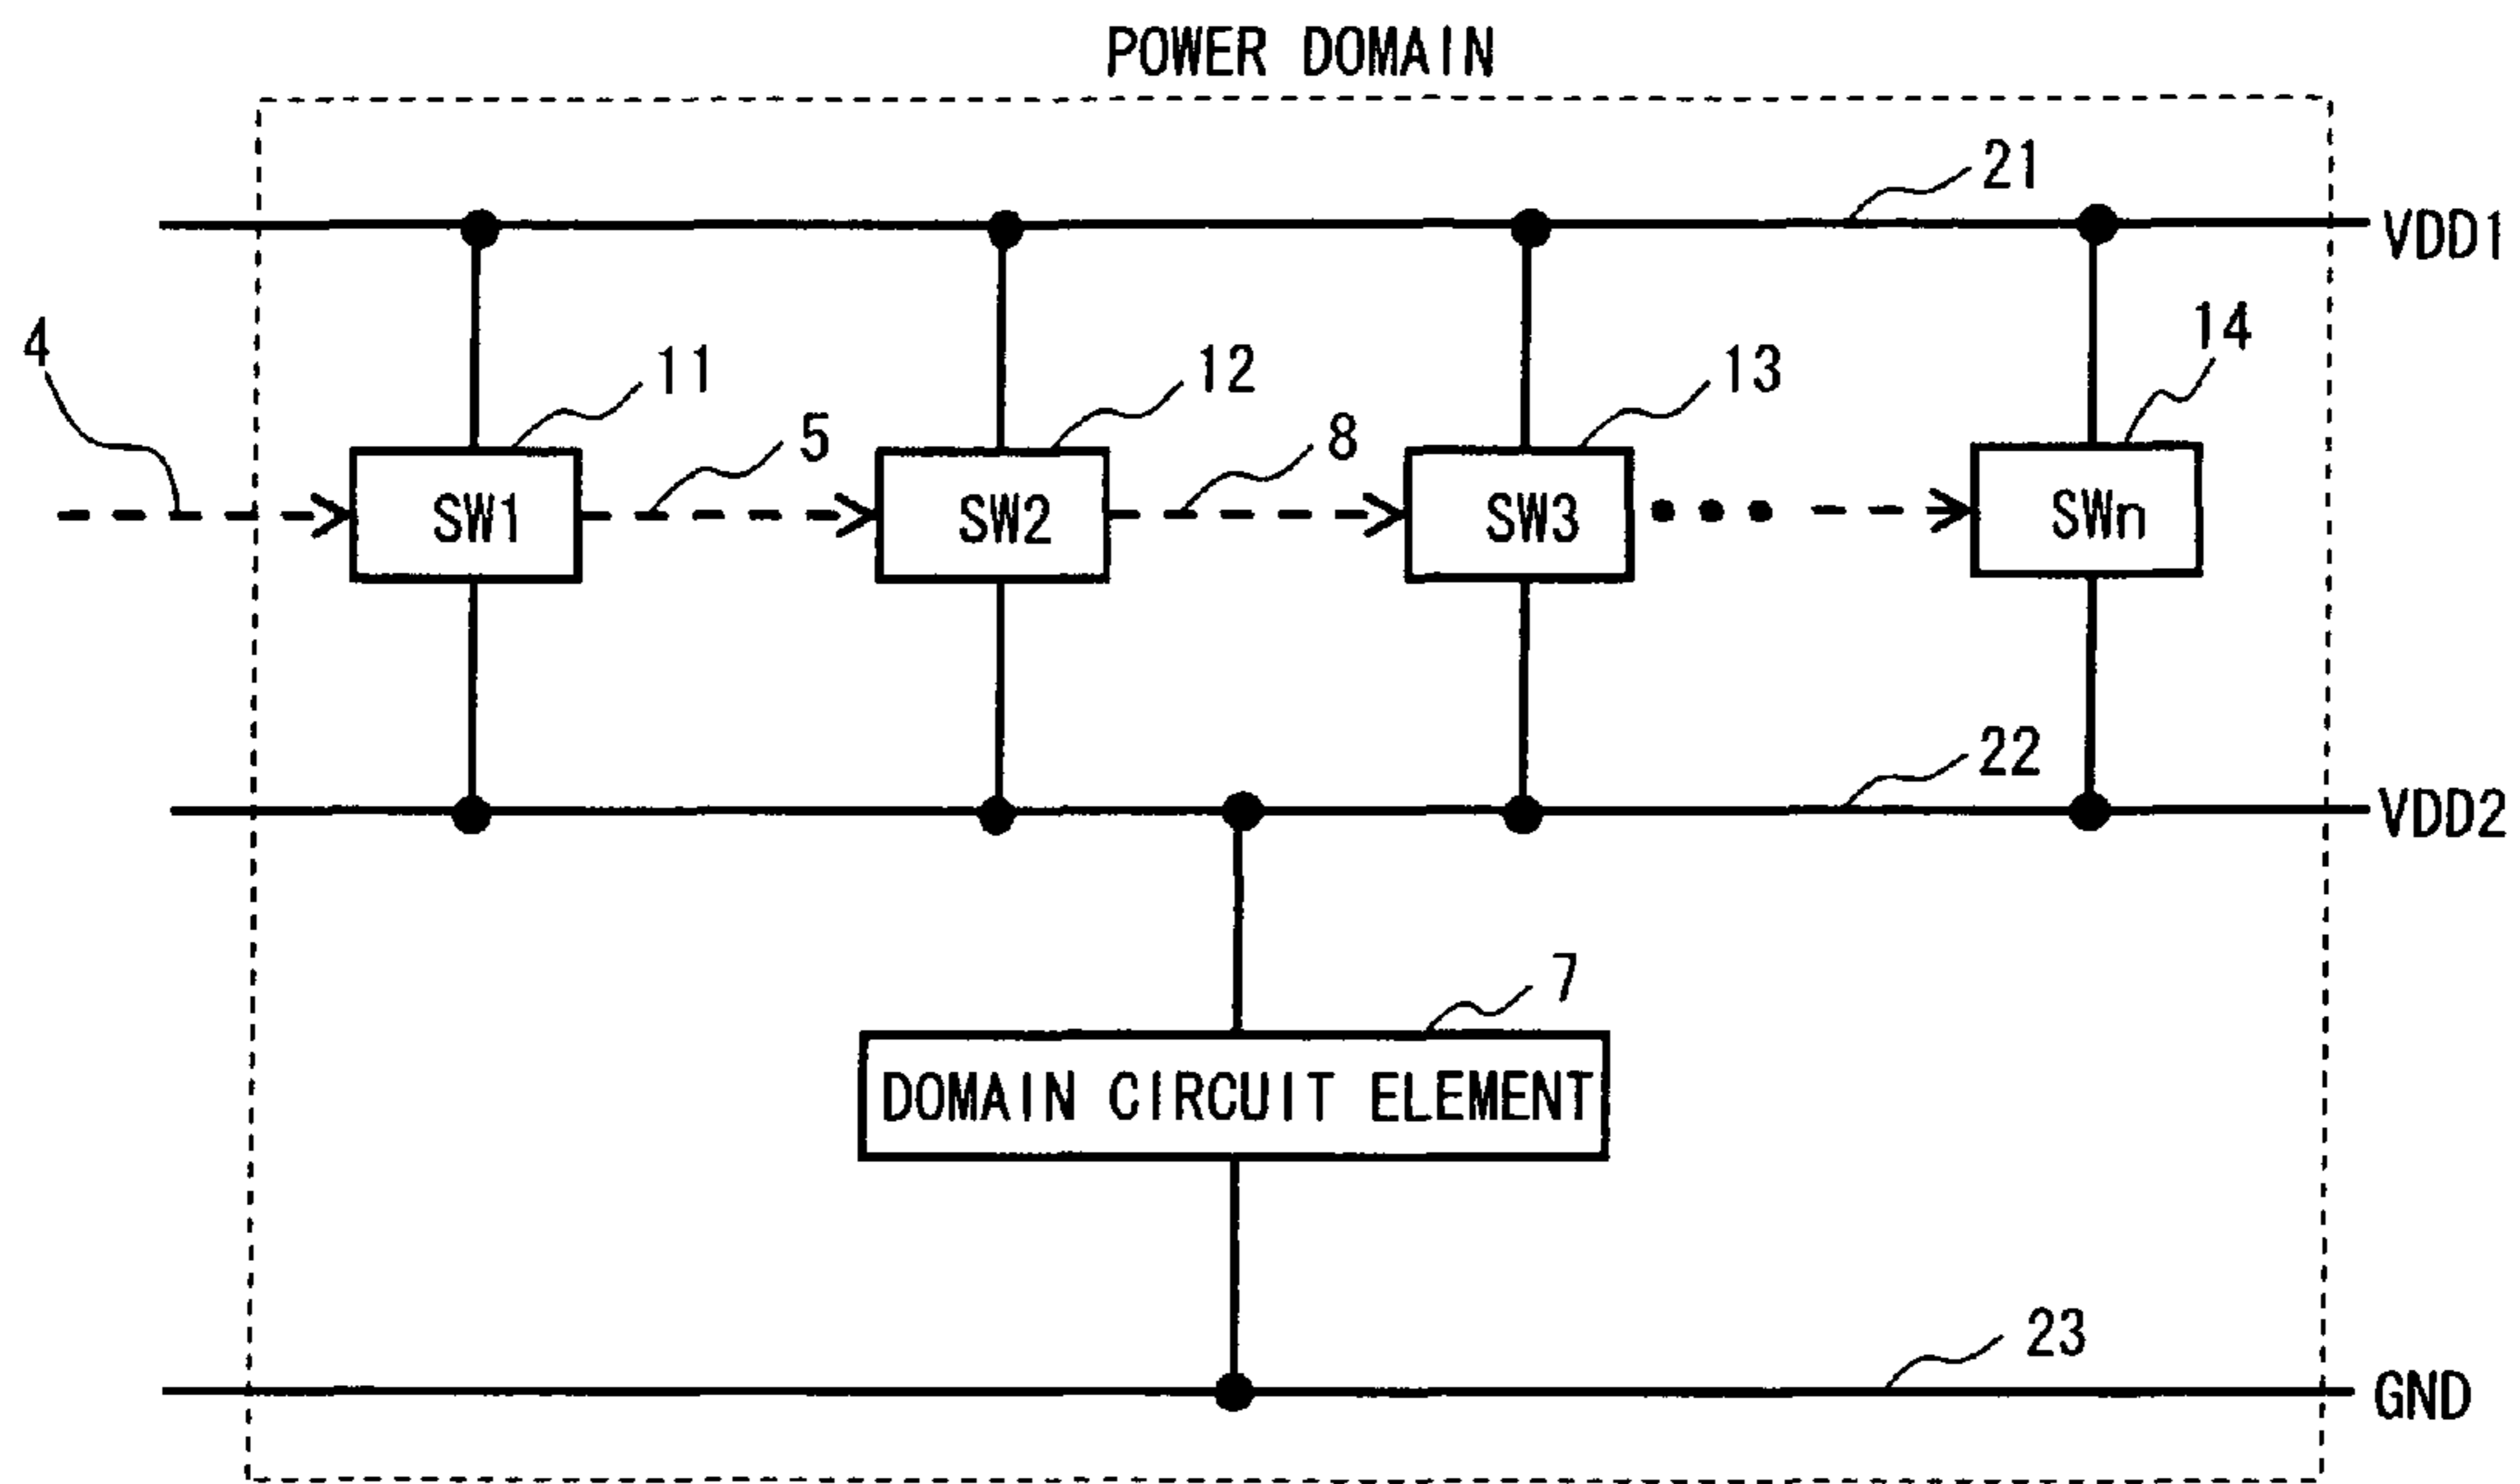 POWER DOMAIN
21
VDD1
4
11
12
13
14
5
8
SW1
SW2
SW3
SWn
22
VDD2
7
DOMAIN CIRCUIT ELEMENT
23
GND